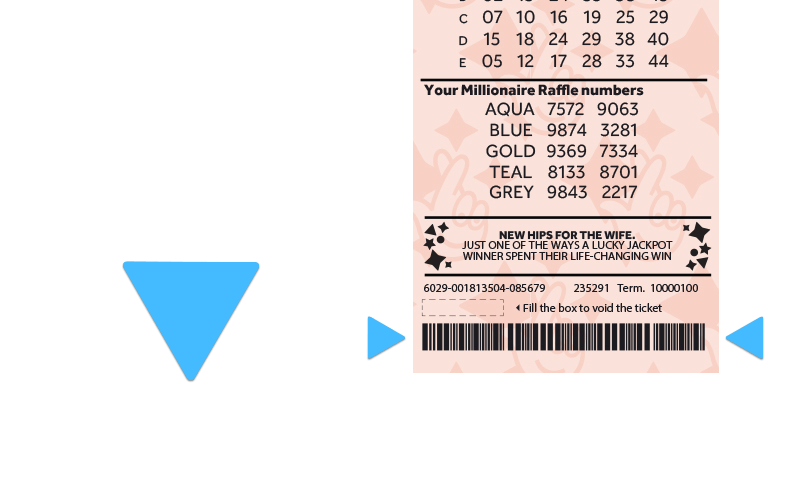 C 07 10 16 19 25 29
D 15 18 24 29 38 40
E 05 12 17 28 33 44
Your Millionaire Raffle numbers
AQUA 7572 9063
BLUE 9874 3281
GOLD 9369 7334
TEAL 8133 8701
GREY 9843 2217
NEW HIPS FOR THE WIFE.
JUST ONE OF THE WAYS A LUCKY JACKPOT
WINNER SPENT THEIR LIFE-CHANGING WIN
6029-001813504-085679 235291 Term. 10000100
Fill the box to void the ticket